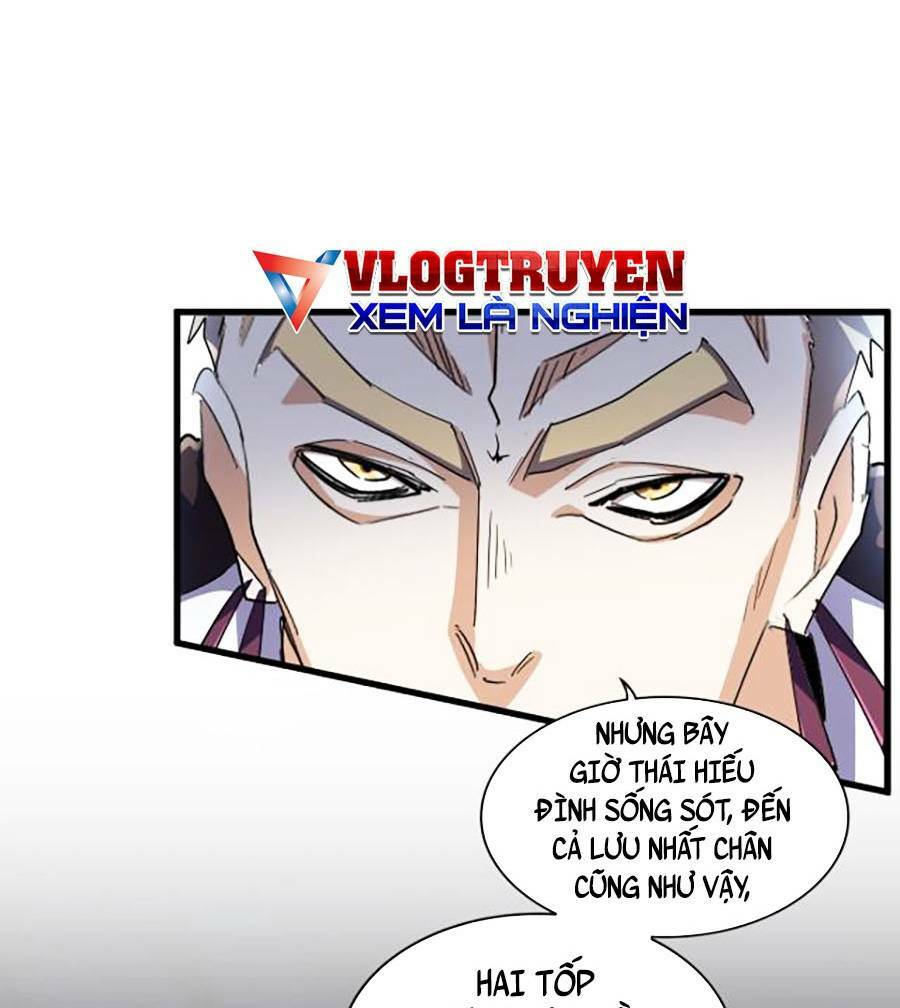 VLOGTRUYEN
XEM LÀ NGHIỆN
NHƯNG BÂY
GIỜ THÁI HIẾU
ĐÌNH SỐNG SÓT, ĐẾN
CẢ LƯU NHẤT CHÂN
CŨNG NHƯ VẬY,
HAI TỐP